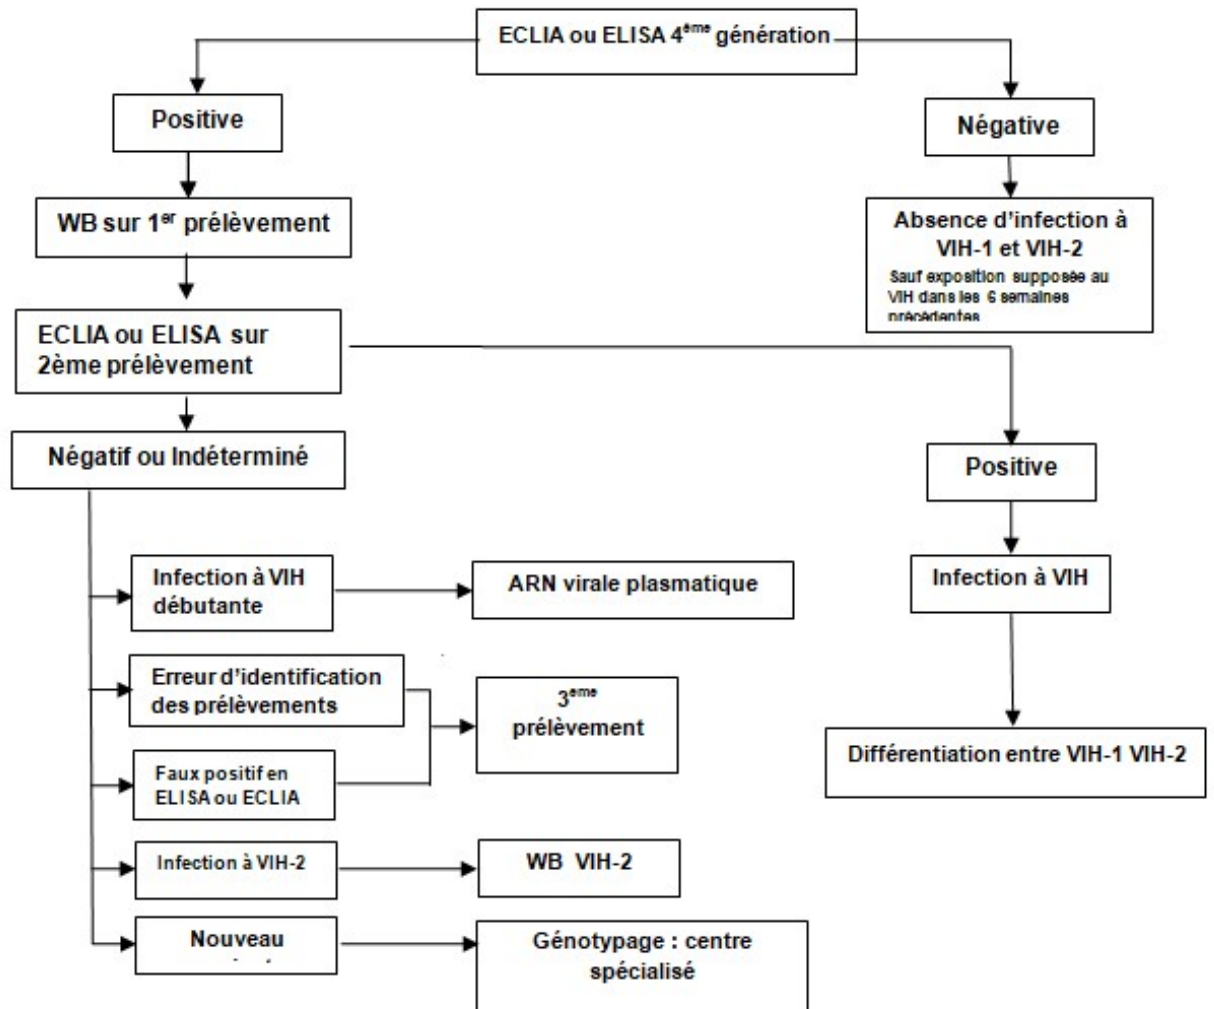 ECLIA ou ELISA 4ème génération
Positive
Négative
WB sur 1er prélèvement
Absence d'infection à
VIH-1 et VIH-2
Sauf exposition supposée au
VIH dans les 6 semaines
précédentes
ECLIA ou ELISA sur
2ème prélèvement
Négatif ou Indéterminé
Positive
Infection à VIH
débutante
ARN virale plasmatique
Infection à VIH
Erreur d'identification
des prélèvements
3eme
prélèvement
Différentiation entre VIH-1 VIH-2
Faux positif en
ELISA ou ECLIA
Infection à VIH-2
WB VIH-2
Nouveau
Génotypage : centre
spécialisé